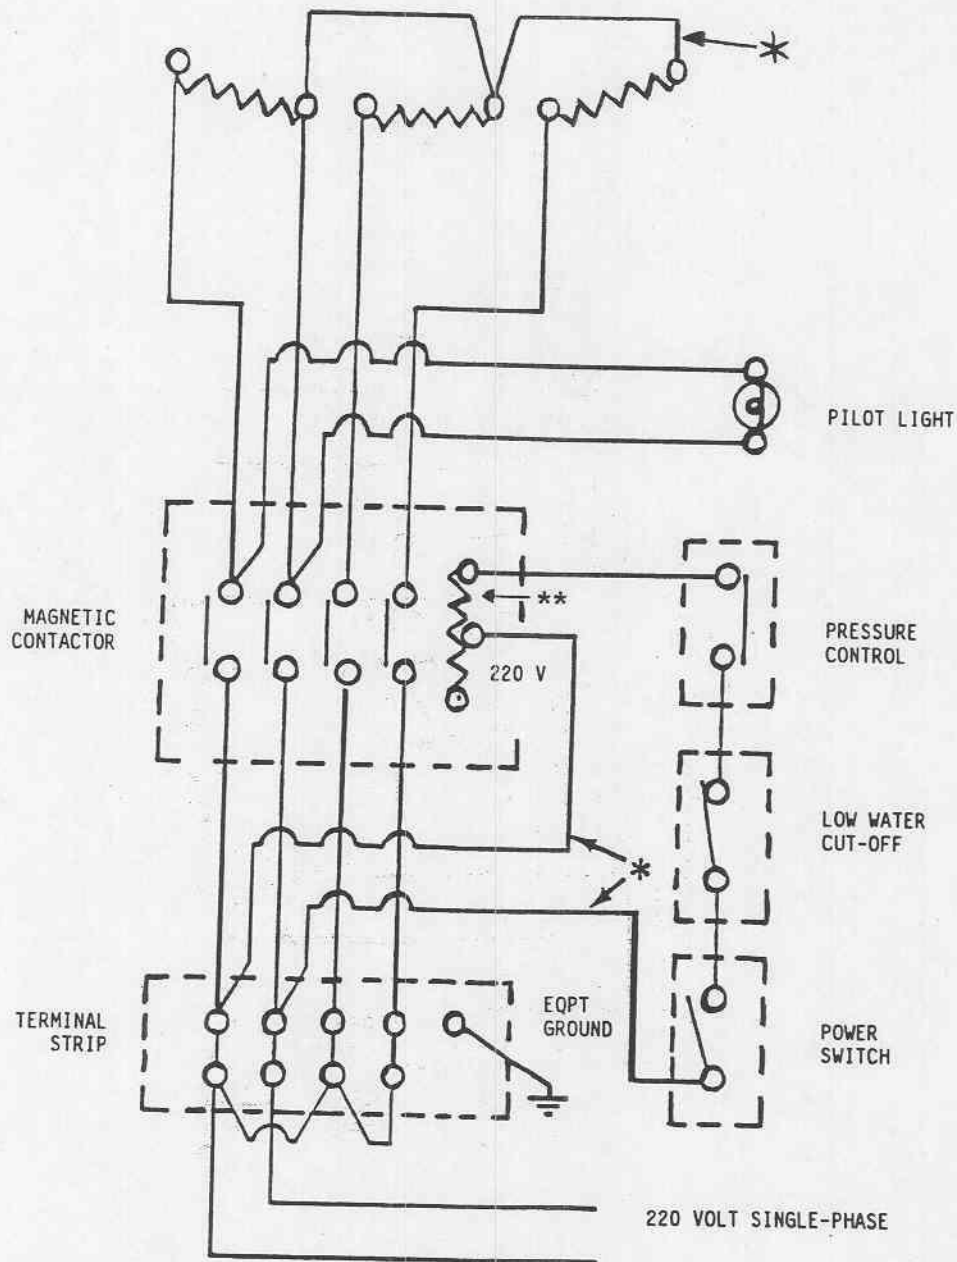 *
PILOT LIGHT
MAGNETIC
CONTACTOR
**
220 V
PRESSURE
CONTROL
LOW WATER
CUT-OFF
*
TERMINAL
STRIP
EQPT
GROUND
POWER
SWITCH
220 VOLT SINGLE-PHASE